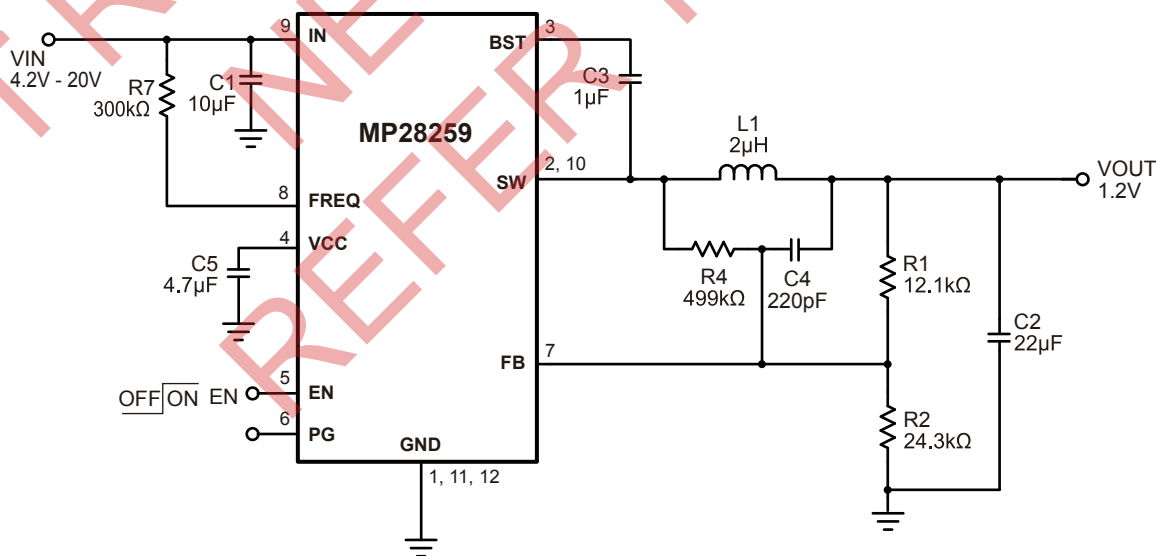 VIN
4.2V - 20V
R7
300kΩ
C1
10µF
9
IN
8
FREQ
4
VCC
C5
4.7µF
OFF ON EN
5
EN
6
PG
MP28259
GND
1, 11, 12
3
BST
C3
1µF
2, 10
SW
L1
2µH
R4
499kΩ
C4
220pF
7
FB
R1
12.1kΩ
R2
24.3kΩ
C2
22µF
VOUT
1.2V
REFER